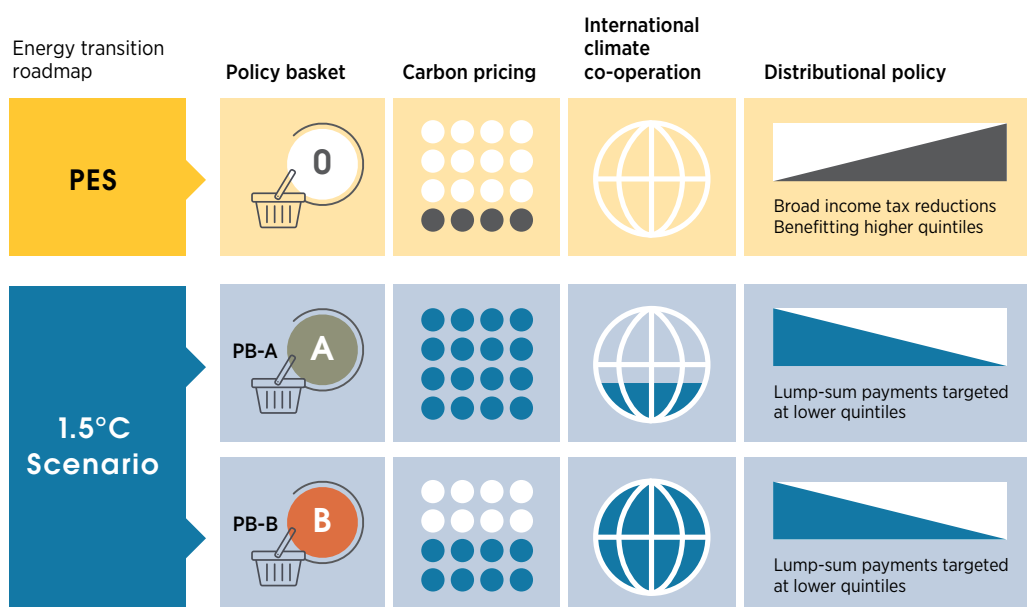 Energy transition
roadmap
Policy basket
Carbon pricing
International
climate
co-operation
Distributional policy
PES
0
Broad income tax reductions
Benefitting higher quintiles
1.5°C
Scenario
PB-A
A
Lump-sum payments targeted
at lower quintiles
PB-B
B
Lump-sum payments targeted
at lower quintiles